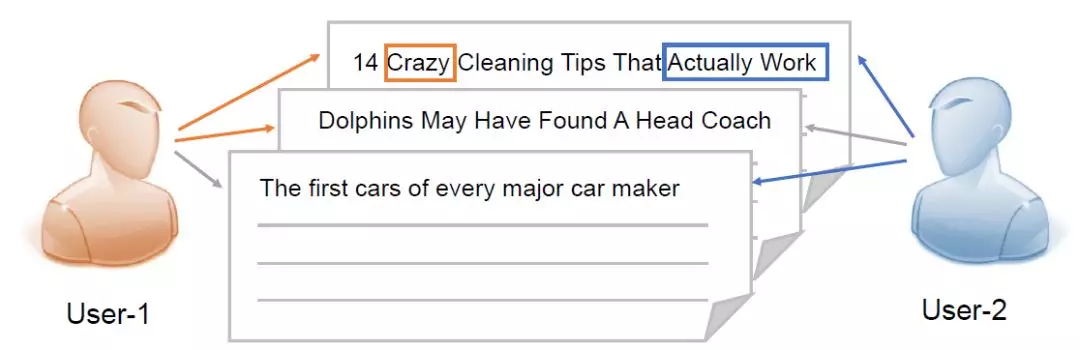 14 Crazy Cleaning Tips That Actually Work
Dolphins May Have Found A Head Coach
The first cars of every major car maker
User-1
User-2